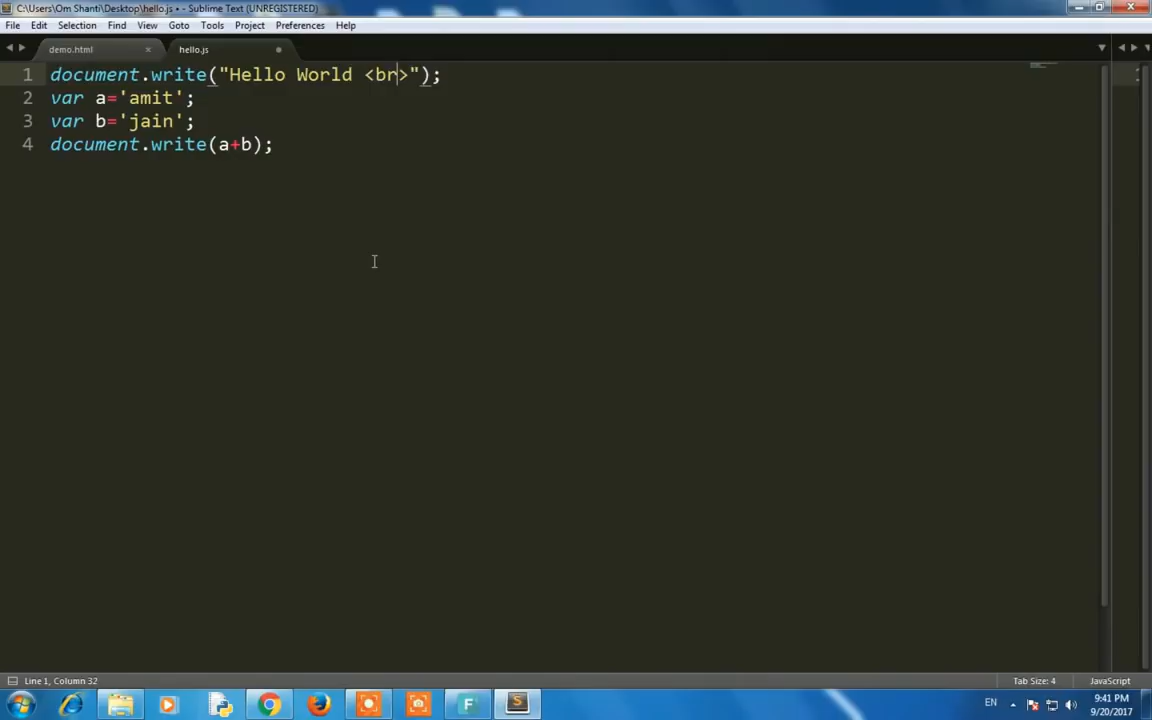 C:\Users\Om Shanti\Desktop\hello.js • - Sublime Text (UNREGISTERED)
File Edit Selection Find View Goto Tools Project Preferences Help
demo.html × hello.js
1 document.write("Hello World <br>");
2 var a='amit';
3 var b='jain';
4 document.write(a+b);
1
Line 1, Column 32 Tab Size: 4 JavaScript
EN 9:41 PM
9/20/2017